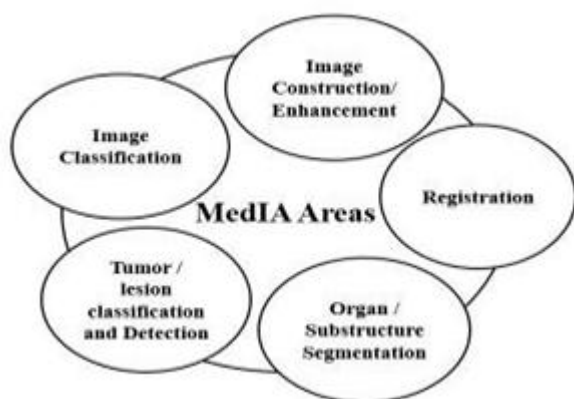 Image
Construction/
Enhancement
Image
Classification
Registration
MedIA Areas
Tumor /
lesion
classification
and Detection
Organ /
Substructure
Segmentation